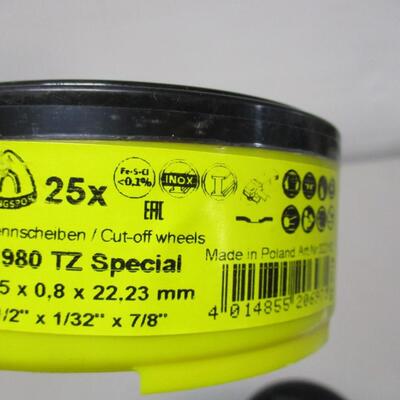 25x
Fe-S-Cl
<0,1%
INOX
EAC
ennscheiben / Cut-off wheels
980 TZ Special
5 x 0,8 x 22,23 mm
/2" x 1/32" x 7/8"
Made in Poland
4 014855 206